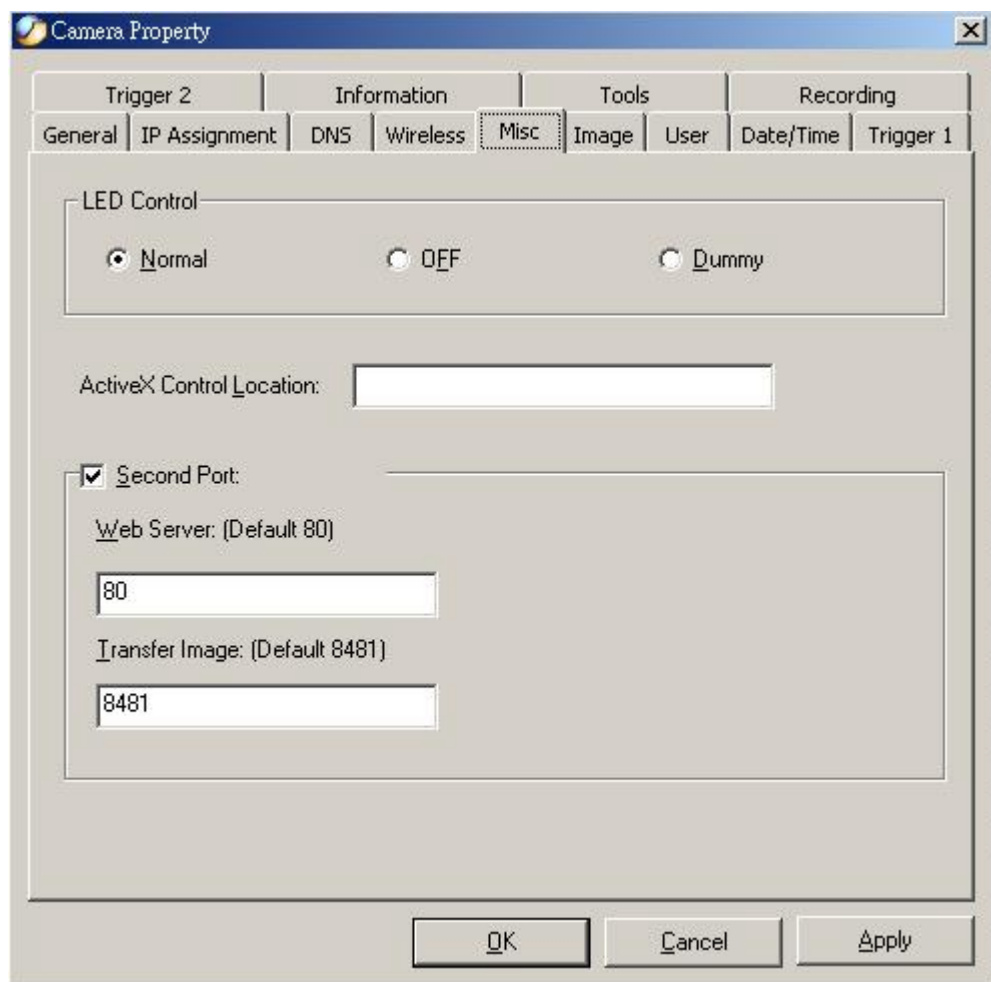 Camera Property
Trigger 2 Information Tools Recording
General IP Assignment DNS Wireless Misc Image User Date/Time Trigger 1
LED Control
Normal OFF Dummy
ActiveX Control Location:
Second Port:
Web Server: (Default 80)
80
Transfer Image: (Default 8481)
8481
OK Cancel Apply